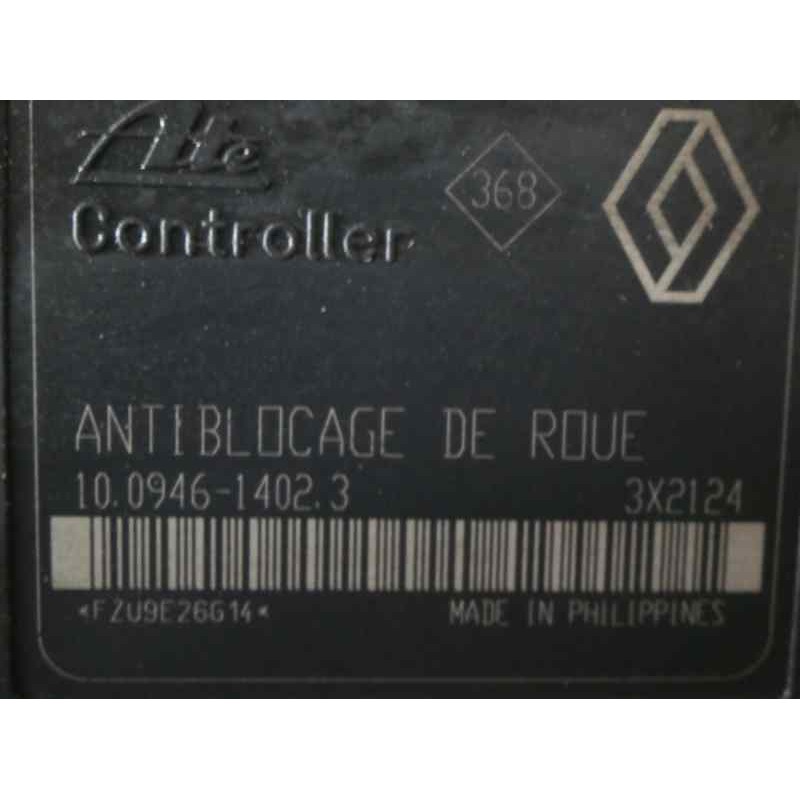 Ate
368
Controller
ANTIBLOCAGE DE ROUE
10.0946-1402.3 3X2124
*FZU9E26G14*
MADE IN PHILIPPINES